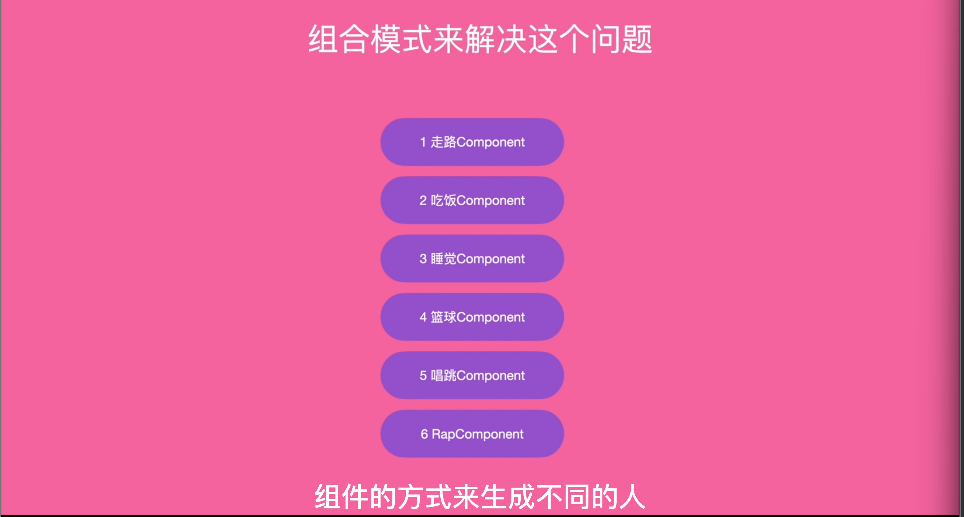 组合模式来解决这个问题
1 走路Component
2 吃饭Component
3 睡觉Component
4 篮球Component
5 唱跳Component
6 RapComponent
组件的方式来生成不同的人